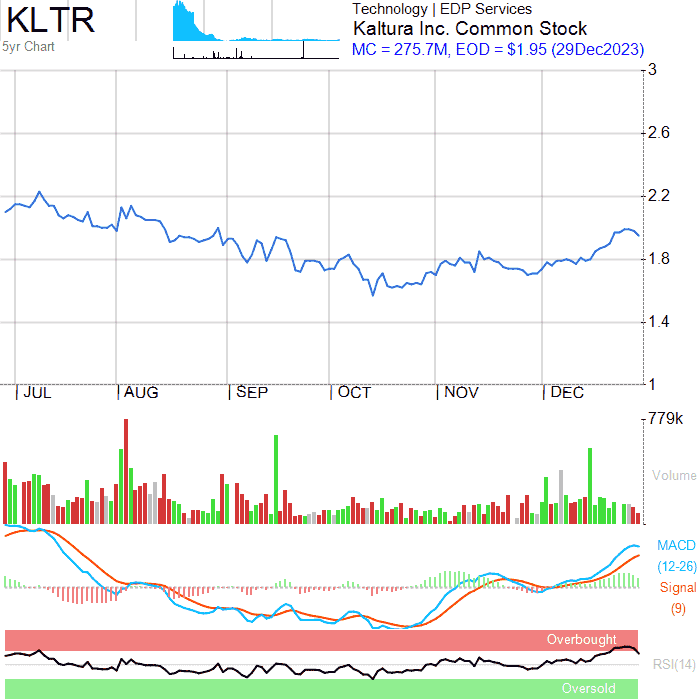 KLTR
5yr Chart
Technology | EDP Services
Kaltura Inc. Common Stock
MC = 275.7M, EOD = $1.95 (29Dec2023)
3
2.6
2.2
1.8
1.4
1
JUL AUG SEP OCT NOV DEC
779k
Volume
MACD
(12-26)
Signal
(9)
Overbought
RSI(14)
Oversold